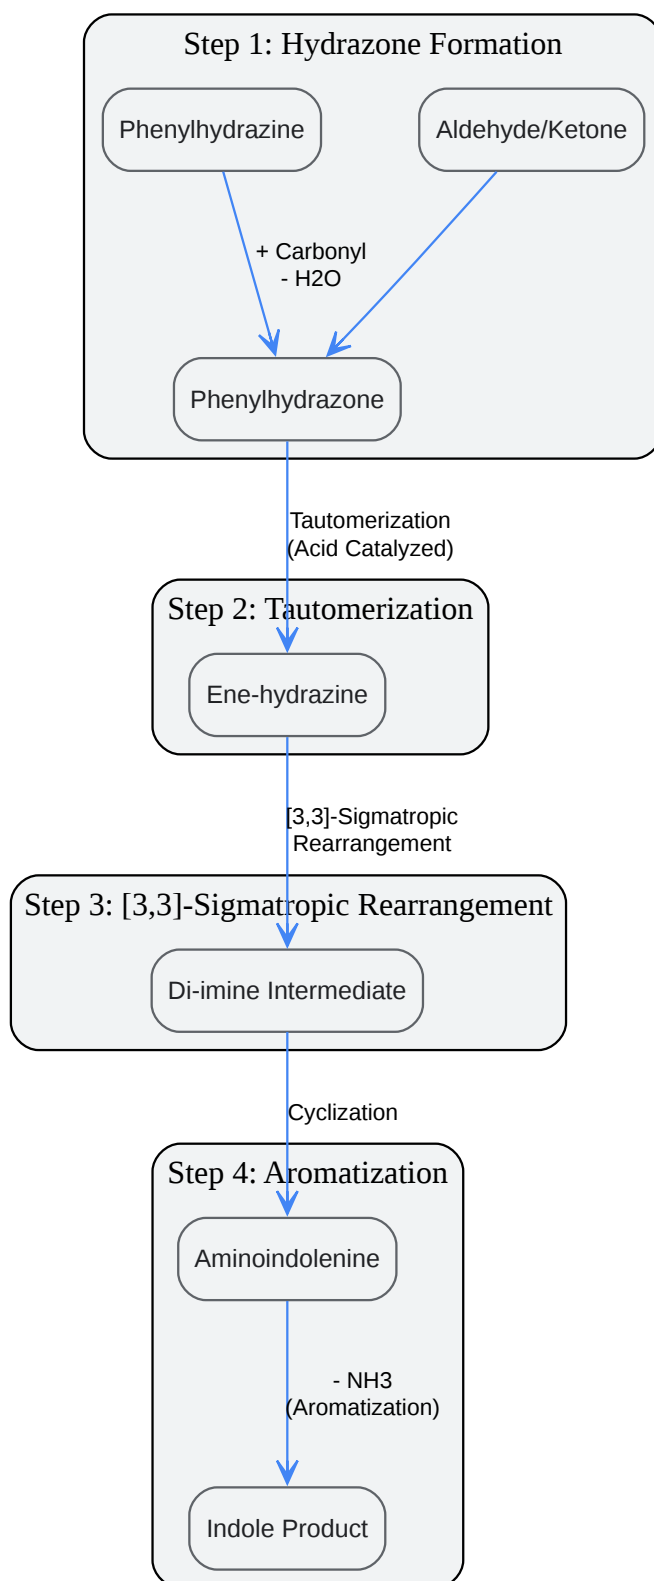 Step 1: Hydrazone Formation
Phenylhydrazine
Aldehyde/Ketone
+ Carbonyl
- H2O
Phenylhydrazone
Tautomerization
(Acid Catalyzed)
Step 2: Tautomerization
Ene-hydrazine
[3,3]-Sigmatropic
Rearrangement
Step 3: [3,3]-Sigmatropic Rearrangement
Di-imine Intermediate
Cyclization
Step 4: Aromatization
Aminoindolenine
- NH3
(Aromatization)
Indole Product